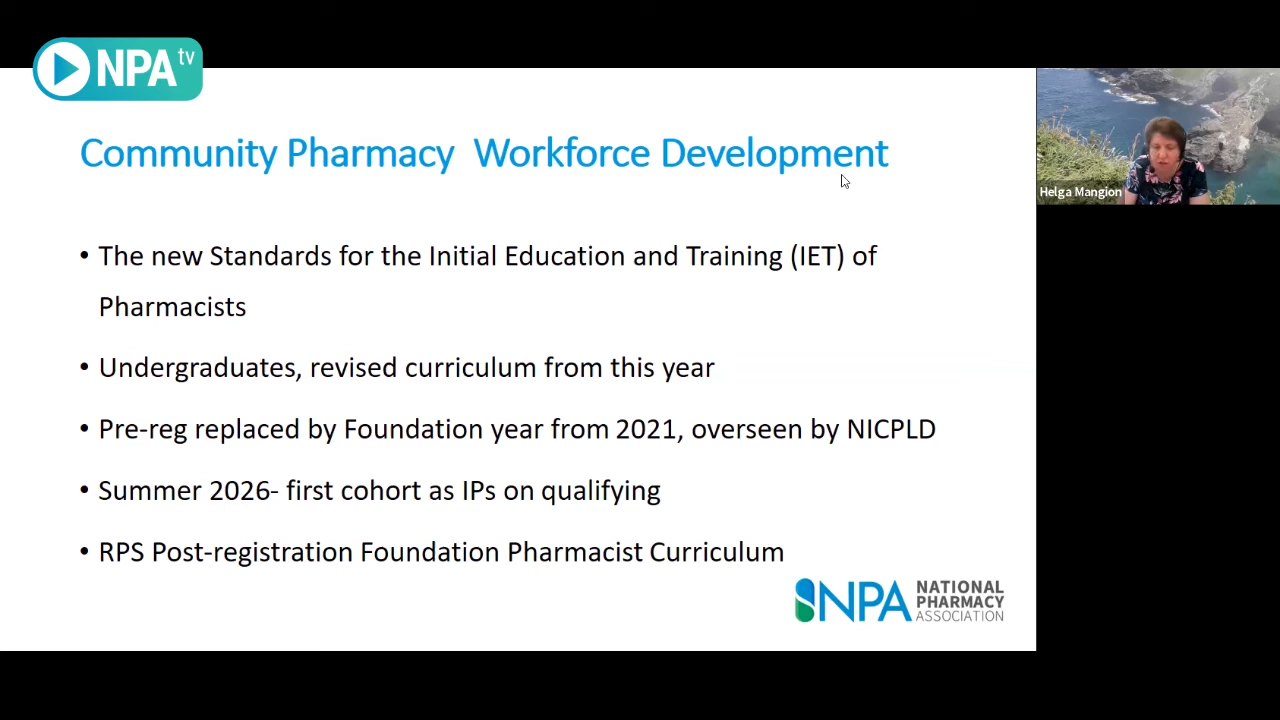 NPA tv
Community Pharmacy Workforce Development
Helga Mangion
• The new Standards for the Initial Education and Training (IET) of
Pharmacists
• Undergraduates, revised curriculum from this year
• Pre-reg replaced by Foundation year from 2021, overseen by NICPLD
• Summer 2026- first cohort as IPs on qualifying
• RPS Post-registration Foundation Pharmacist Curriculum
NPA NATIONAL
PHARMACY
ASSOCIATION